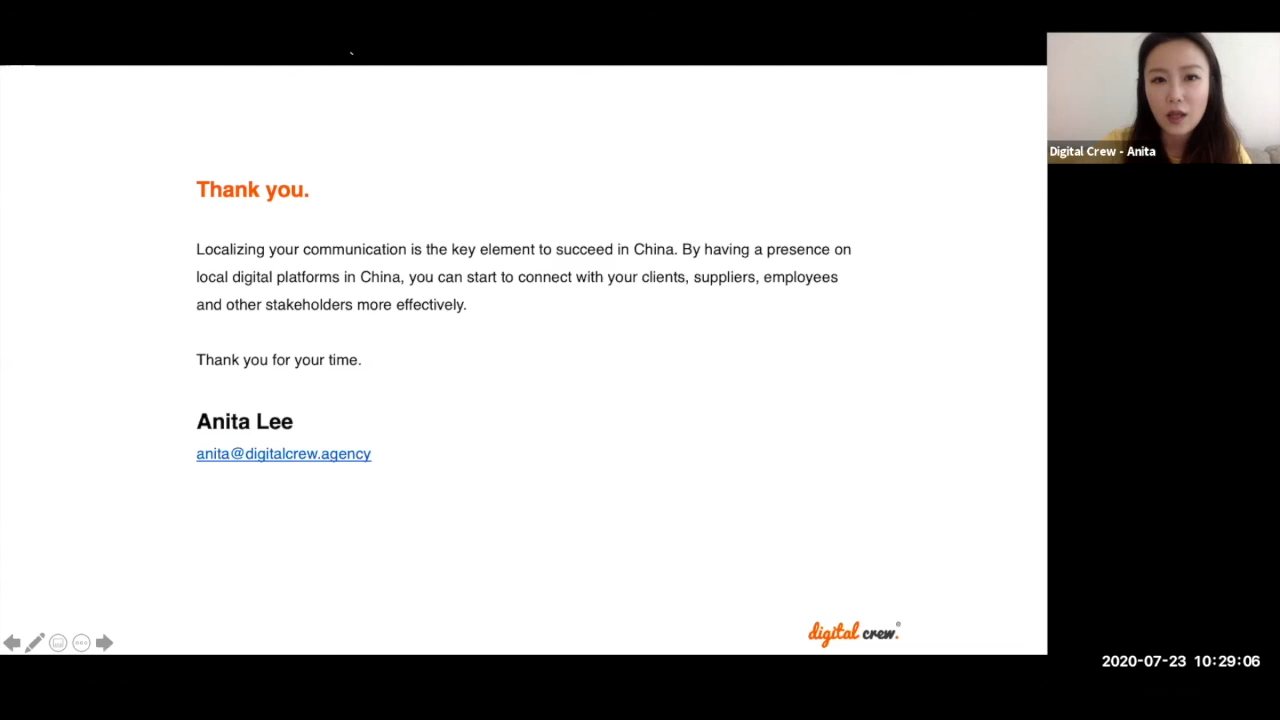 Thank you.
Localizing your communication is the key element to succeed in China. By having a presence on
local digital platforms in China, you can start to connect with your clients, suppliers, employees
and other stakeholders more effectively.
Thank you for your time.
Anita Lee
anita@digitalcrew.agency
digital crew.
Digital Crew - Anita
2020-07-23 10:29:06